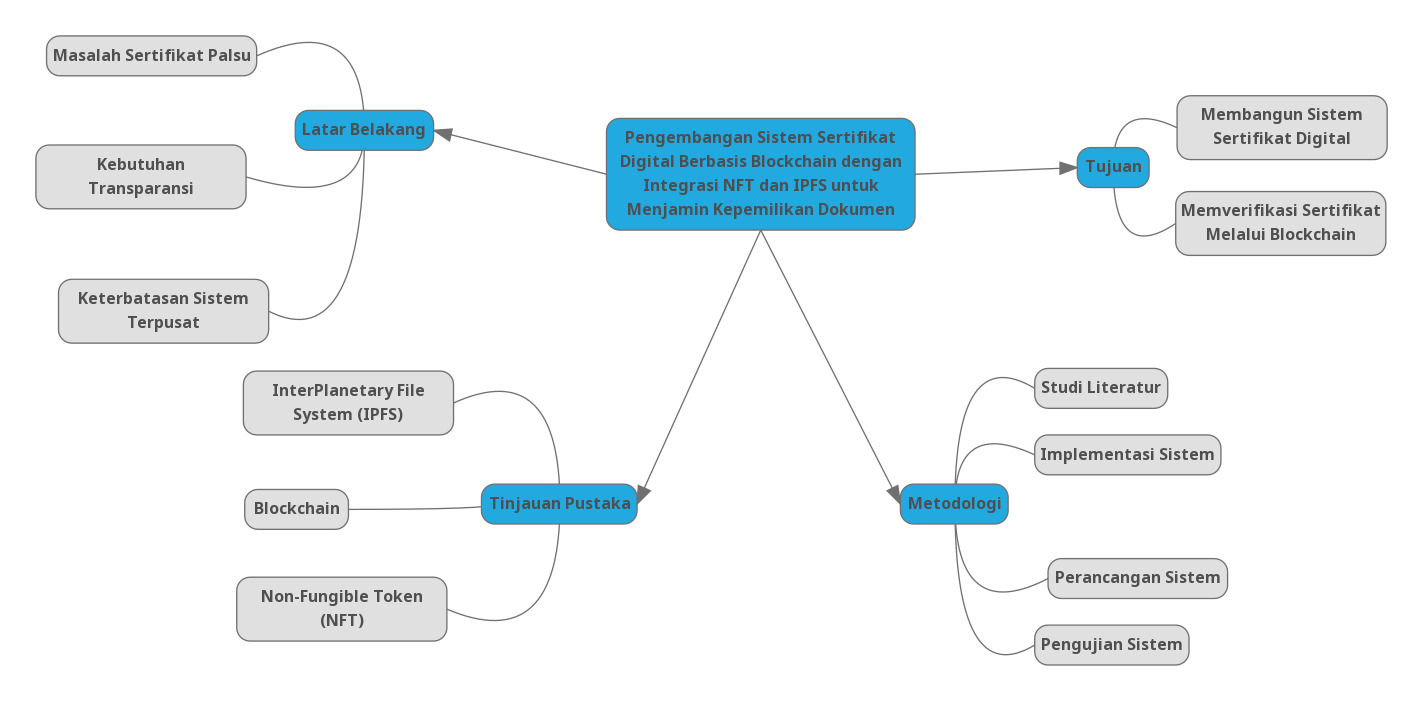 Pengembangan Sistem Sertifikat
Digital Berbasis Blockchain dengan
Integrasi NFT dan IPFS untuk
Menjamin Kepemilikan Dokumen
Latar Belakang
Masalah Sertifikat Palsu
Kebutuhan
Transparansi
Keterbatasan Sistem
Terpusat
Tujuan
Membangun Sistem
Sertifikat Digital
Memverifikasi Sertifikat
Melalui Blockchain
Tinjauan Pustaka
InterPlanetary File
System (IPFS)
Blockchain
Non-Fungible Token
(NFT)
Metodologi
Studi Literatur
Implementasi Sistem
Perancangan Sistem
Pengujian Sistem